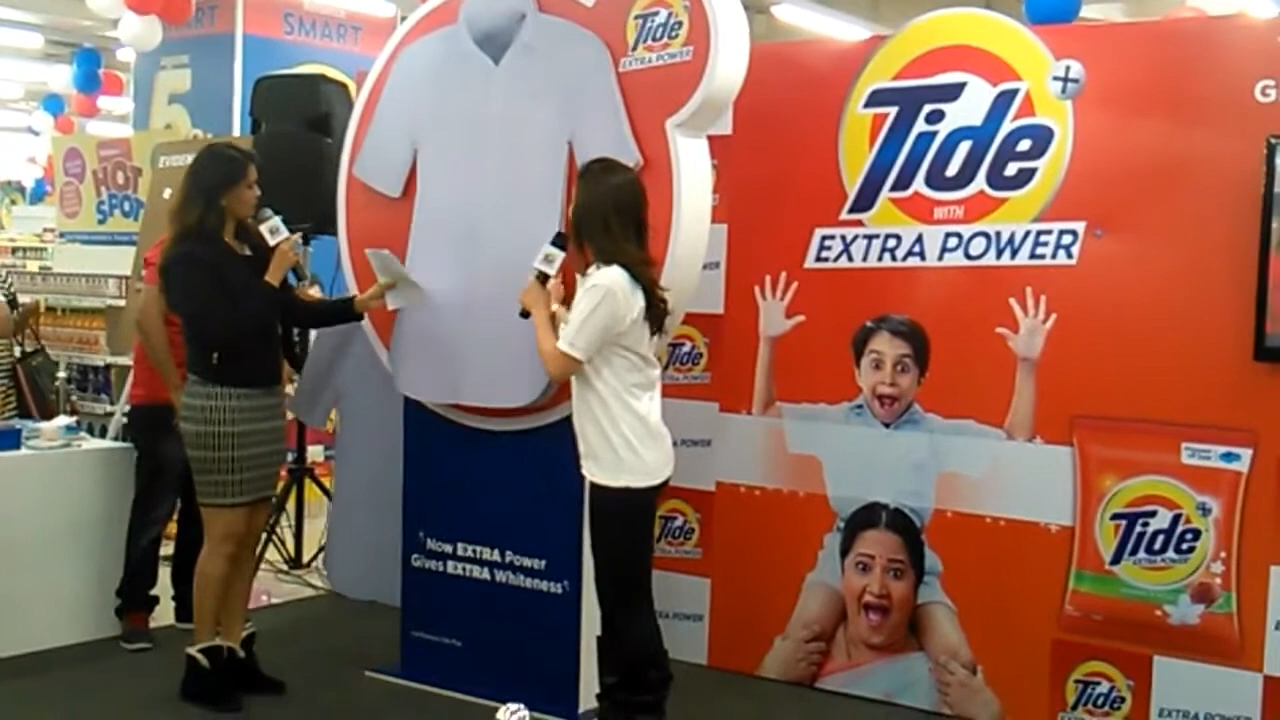 SMART
5
HOT
SPOT
Tide
EXTRA POWER
Tide
WITH
EXTRA POWER
Now EXTRA Power
Gives EXTRA Whiteness
Tide
EXTRA POWER
Tide
EXTRA POWER
Tide
EXTRA POWER
Tide
EXTRA POWER